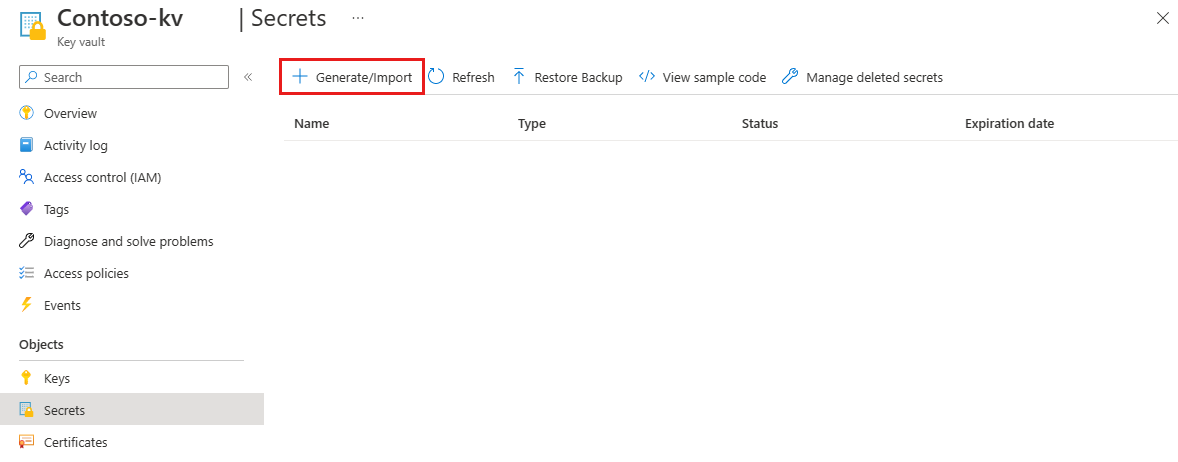 Contoso-kv | Secrets ...
Key vault
Search
«
Generate/Import Refresh Restore Backup </> View sample code Manage deleted secrets
Name Type Status Expiration date
Overview
Activity log
Access control (IAM)
Tags
Diagnose and solve problems
Access policies
Events
Objects
Keys
Secrets
Certificates